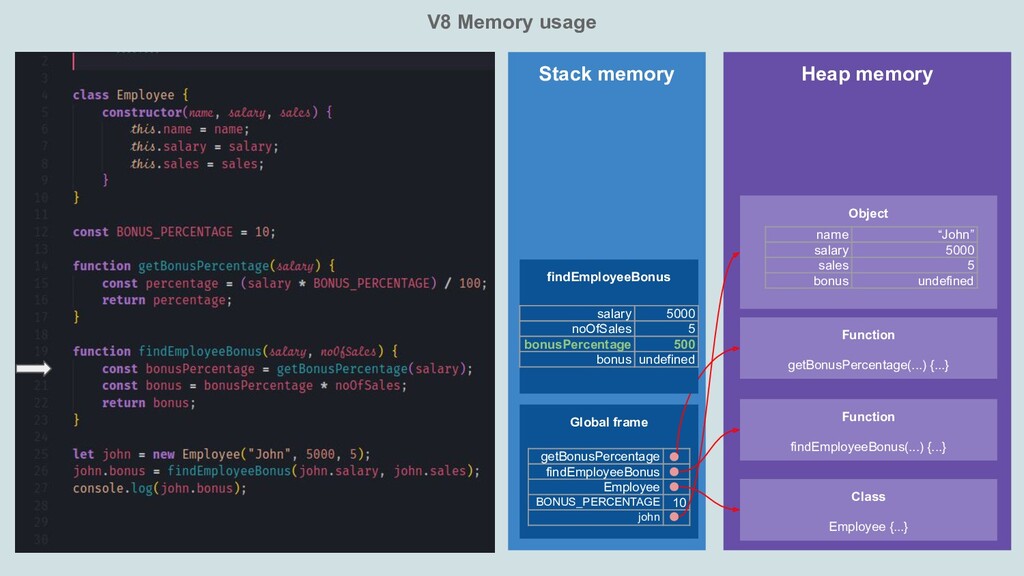 V8 Memory usage
2
3
4 class Employee {
5 constructor(name, salary, sales) {
6 this.name = name;
7 this.salary = salary;
8 this.sales = sales;
9 }
10 }
11
12 const BONUS_PERCENTAGE = 10;
13
14 function getBonusPercentage(salary) {
15 const percentage = (salary * BONUS_PERCENTAGE) / 100;
16 return percentage;
17 }
18
19 function findEmployeeBonus(salary, noOfSales) {
const bonusPercentage = getBonusPercentage(salary);
21 const bonus = bonusPercentage * noOfSales;
22 return bonus;
23 }
24
25 let john = new Employee("John", 5000, 5);
26 john.bonus = findEmployeeBonus(john.salary, john.sales);
27 console.log(john.bonus);
28
29
30
Stack memory
findEmployeeBonus
salary 5000
noOfSales 5
bonusPercentage 500
bonus undefined
Global frame
getBonusPercentage
findEmployeeBonus
Employee
BONUS_PERCENTAGE 10
john
Heap memory
Object
name “John”
salary 5000
sales 5
bonus undefined
Function
getBonusPercentage(...) {...}
Function
findEmployeeBonus(...) {...}
Class
Employee {...}